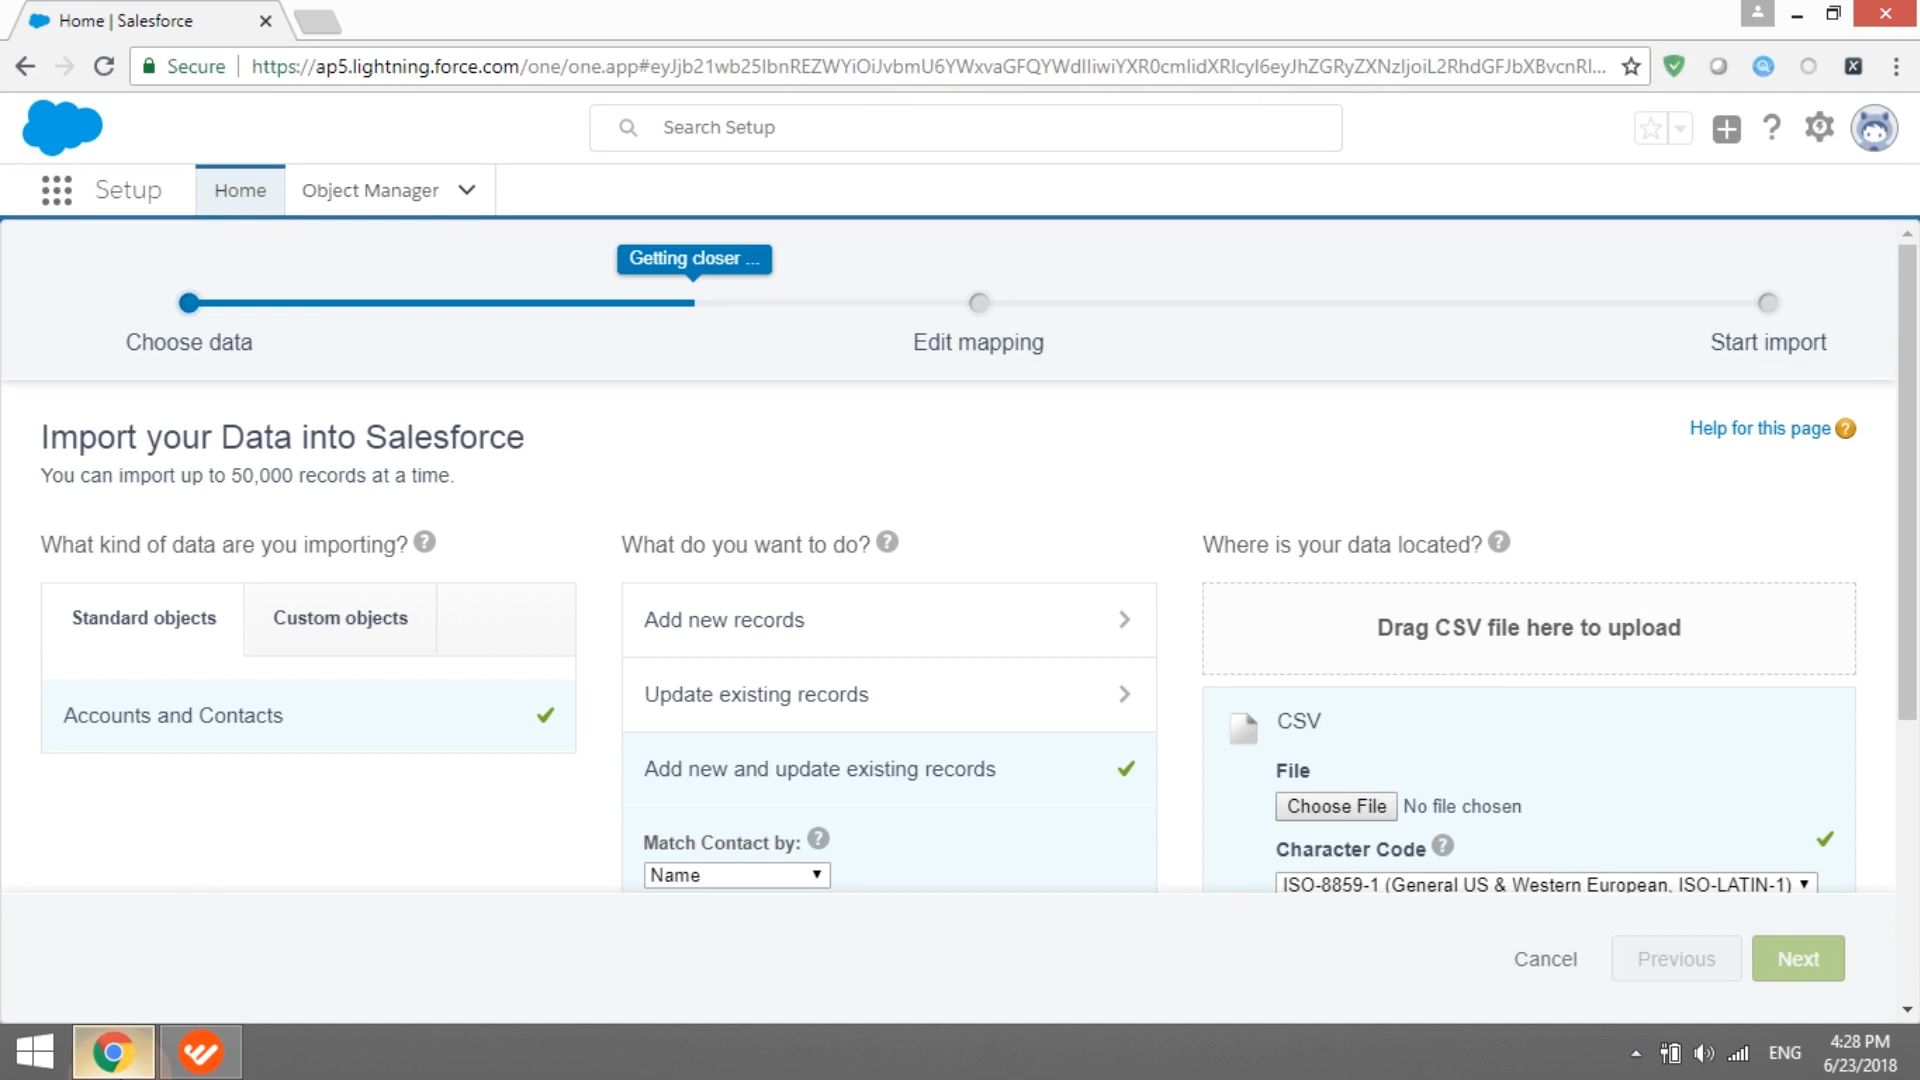 Home | Salesforce
Secure
https://ap5.lightning.force.com/one/one.app#
Search Setup
Setup
Home
Object Manager
Getting closer ...
Choose data
Edit mapping
Start import
Import your Data into Salesforce
You can import up to 50,000 records at a time.
Help for this page ?
What kind of data are you importing? ?
Standard objects
Custom objects
Accounts and Contacts
What do you want to do? ?
Add new records
Update existing records
Add new and update existing records
Match Contact by: ?
Name
Where is your data located? ?
Drag CSV file here to upload
CSV
File
Choose File No file chosen
Character Code ?
ISO-8859-1 (General US & Western European, ISO-LATIN-1)
Cancel
Previous
Next
ENG
4:28 PM
6/23/2018